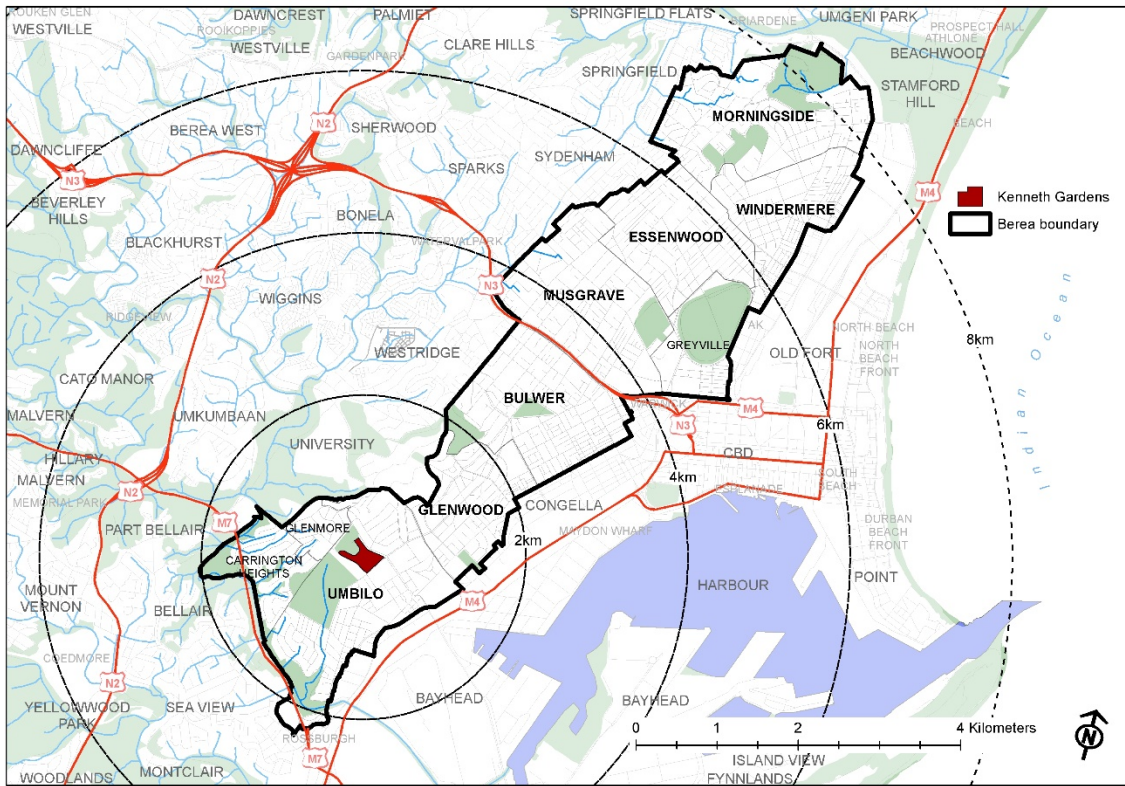 ROUKEN GLEN
WESTVILLE
DAWNCREST
ROOIKOPPIES
WESTVILLE
GARDENPARK
PALMIET
CLARE HILLS
SPRINGFIELD FLATS
BRIARDENE
UMGENI PARK
PROSPECT HALL
ATHLONE
BEACHWOOD
SPRINGFIELD
STAMFORD
HILL
BEACH
MORNINGSIDE
N2
BEREA WEST
SHERWOOD
DAWNCLIFFE
N3
BEVERLEY
HILLS
SPARKS
SYDENHAM
M4
Kenneth Gardens
Berea boundary
BONELA
WINDERMERE
ESSENWOOD
BLACKHURST
WATERVALPARK
N2
N3
MUSGRAVE
WIGGINS
RIDGEVIEW
WESTRIDGE
GREYVILLE
AK
NORTH BEACH
NORTH
BEACH
FRONT
8km
Indian Ocean
OLD FORT
CATO MANOR
MALVERN
UMKUMBAAN
BULWER
WARWICK
M4
N3
6km
UNIVERSITY
HILLARY
MALVERN
N2
MEMORIAL PARK
CBD
4km
SOUTH
BEACH
ESPLANADE
PART BELLAIR
M7
GLENMORE
GLENWOOD
CONGELLA
2km
MAYDON WHARF
DURBAN
BEACH
FRONT
CARRINGTON
HEIGHTS
MOUNT
VERNON
BELLAIR
UMBILO
M4
HARBOUR
POINT
COEDMORE
N2
YELLOWWOOD
PARK
SEA VIEW
BAYHEAD
BAYHEAD
ROSSBURGH
M7
WOODLANDS
MONTCLAIR
0 1 2 4 Kilometers
ISLAND VIEW
FYNNLANDS
N